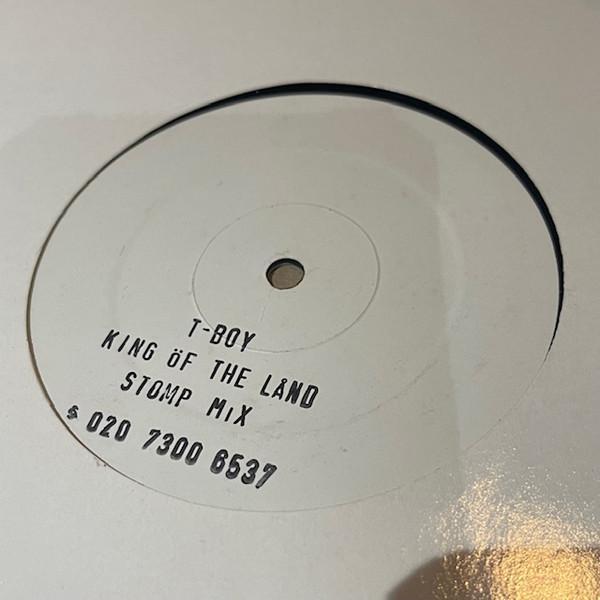 T-BOY
KING ÖF THE LAND
STOMP MiX
020 7300 6537